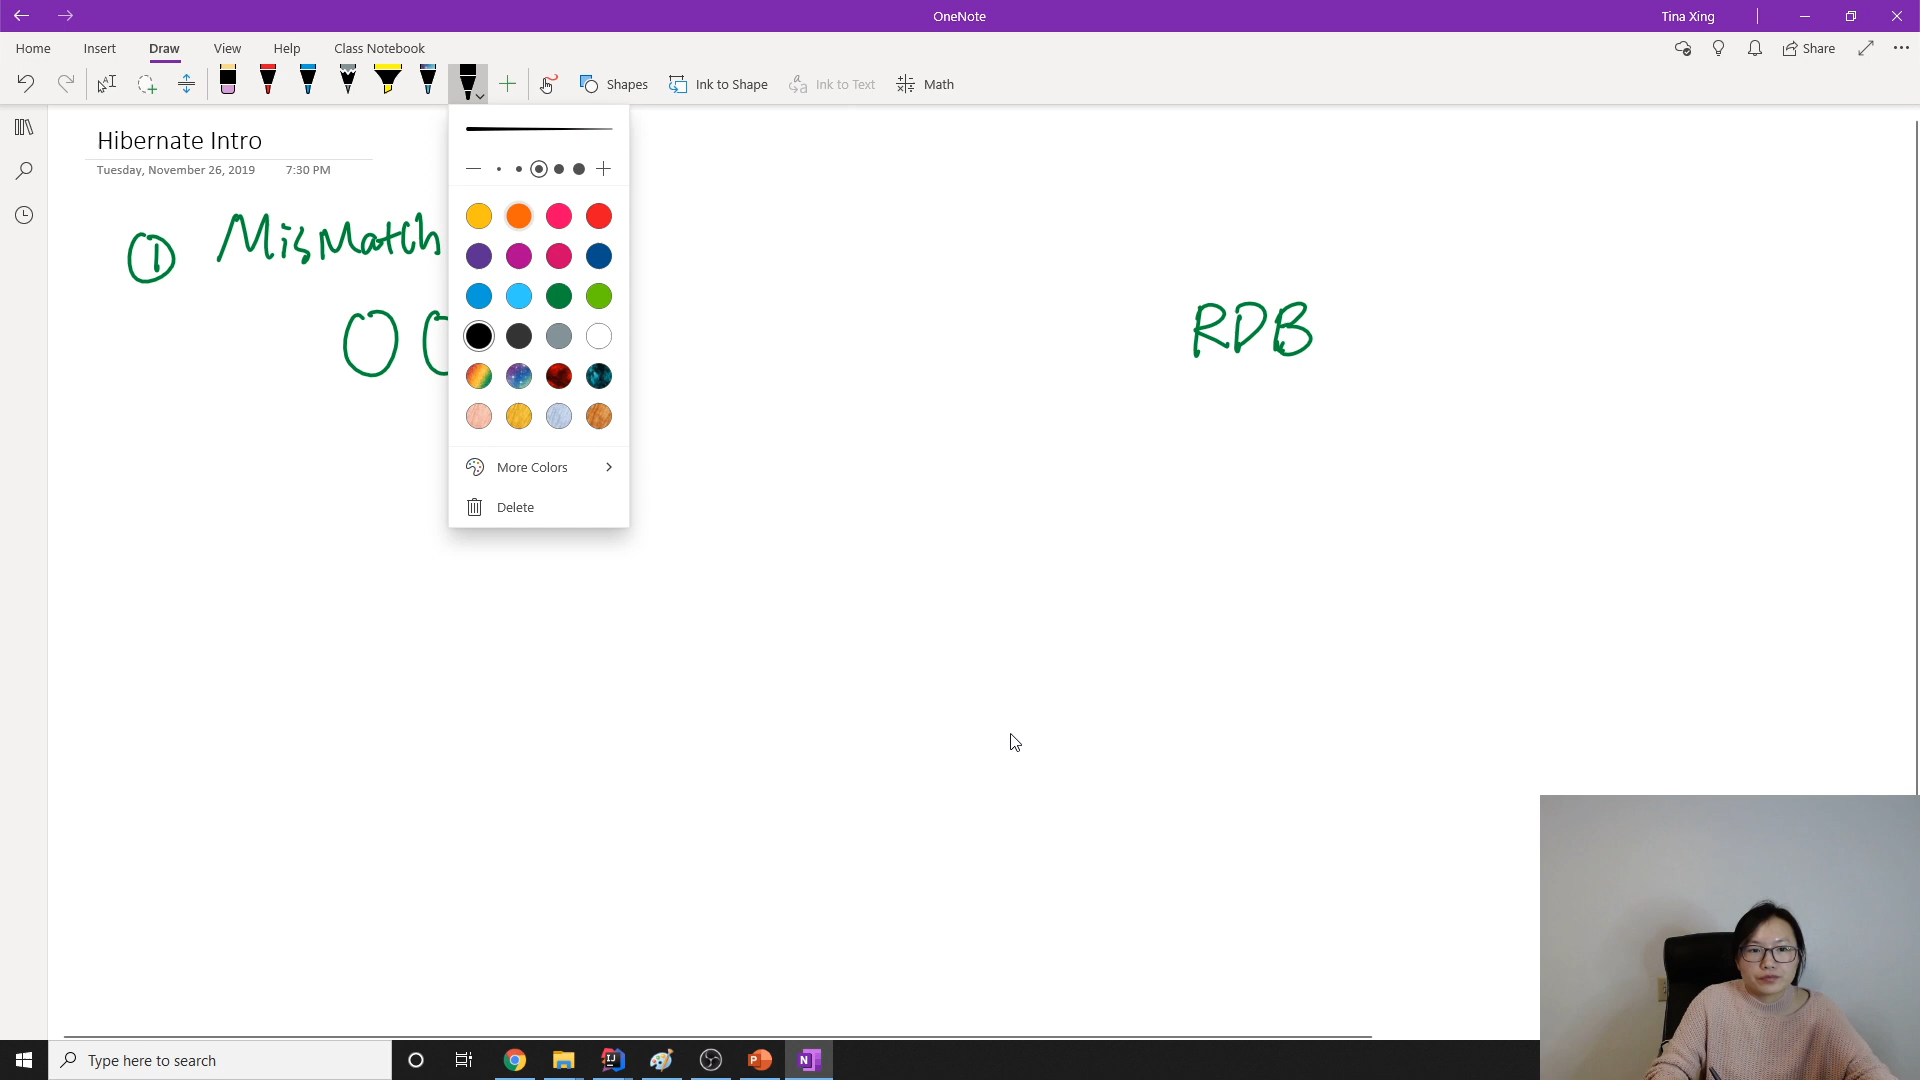 OneNote
Tina Xing
Home Insert Draw View Help Class Notebook
Share
Shapes Ink to Shape Ink to Text Math
Hibernate Intro
Tuesday, November 26, 2019 7:30 PM
① MisMatch
OO
RDB
More Colors
Delete
Type here to search